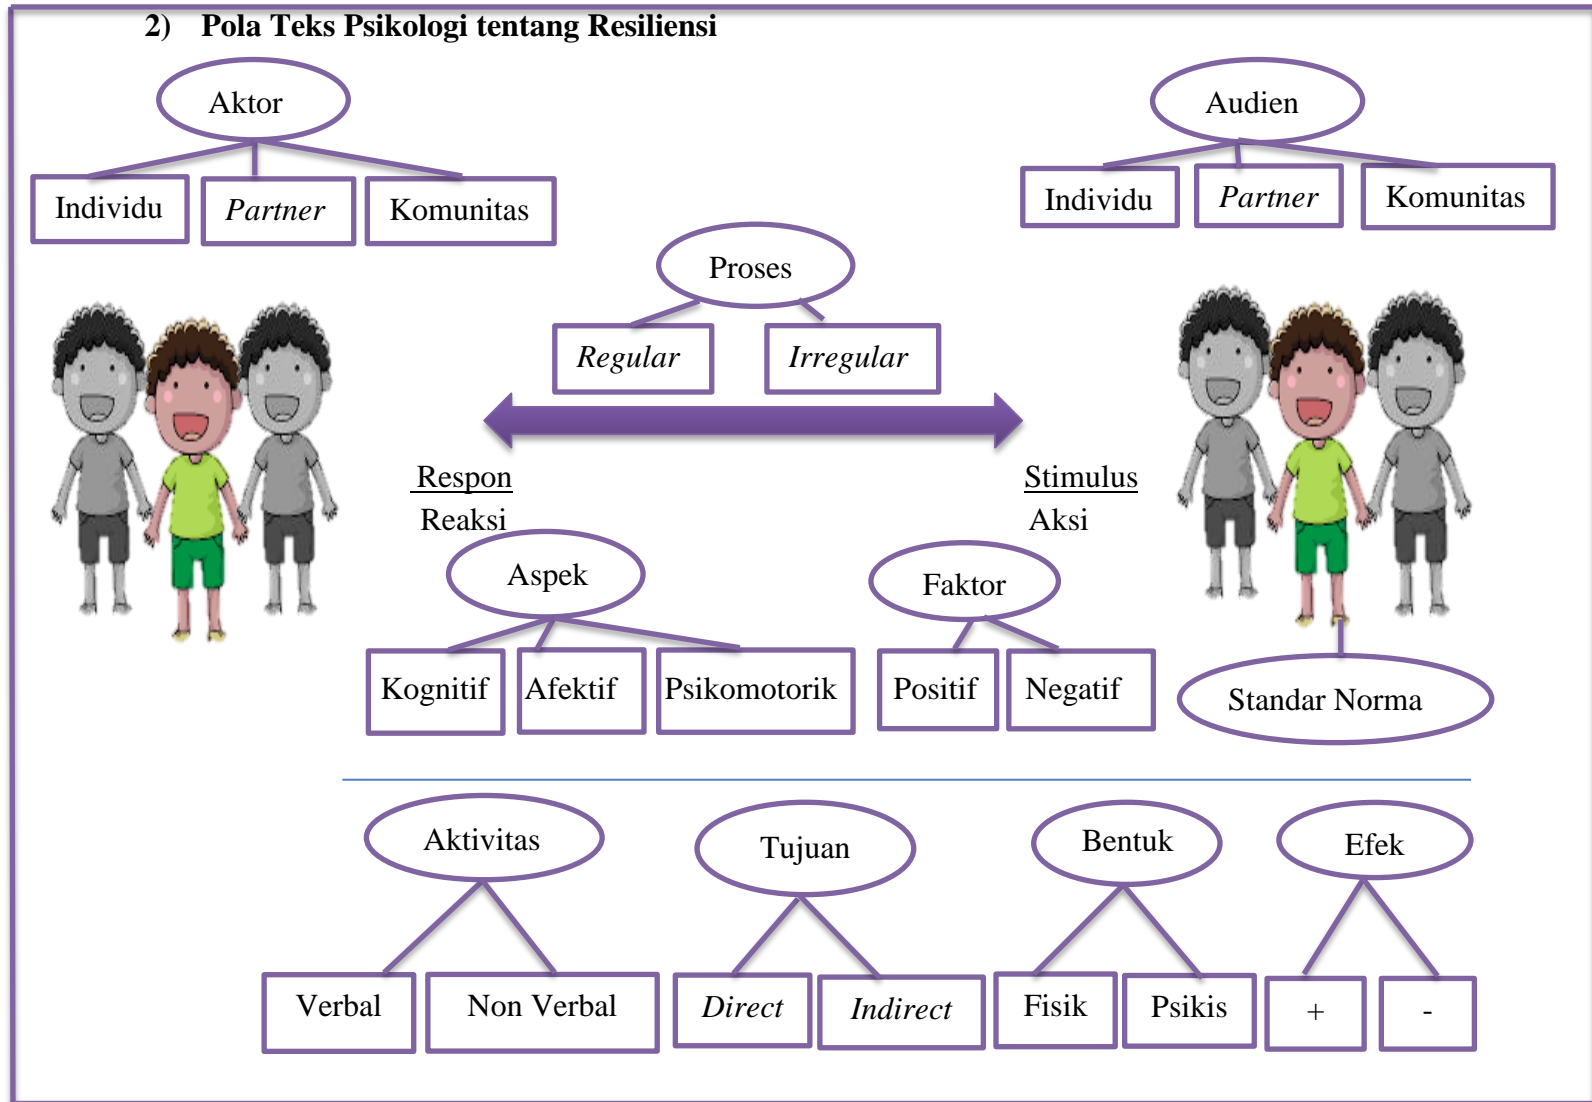 2) Pola Teks Psikologi tentang Resiliensi
Aktor
Audien
Individu
Partner
Komunitas
Individu
Partner
Komunitas
Proses
Regular
Irregular
Respon
Stimulus
Reaksi
Aksi
Aspek
Faktor
Kognitif
Afektif
Psikomotorik
Positif
Negatif
Standar Norma
Aktivitas
Tujuan
Bentuk
Efek
Verbal
Non Verbal
Direct
Indirect
Fisik
Psikis
+
-